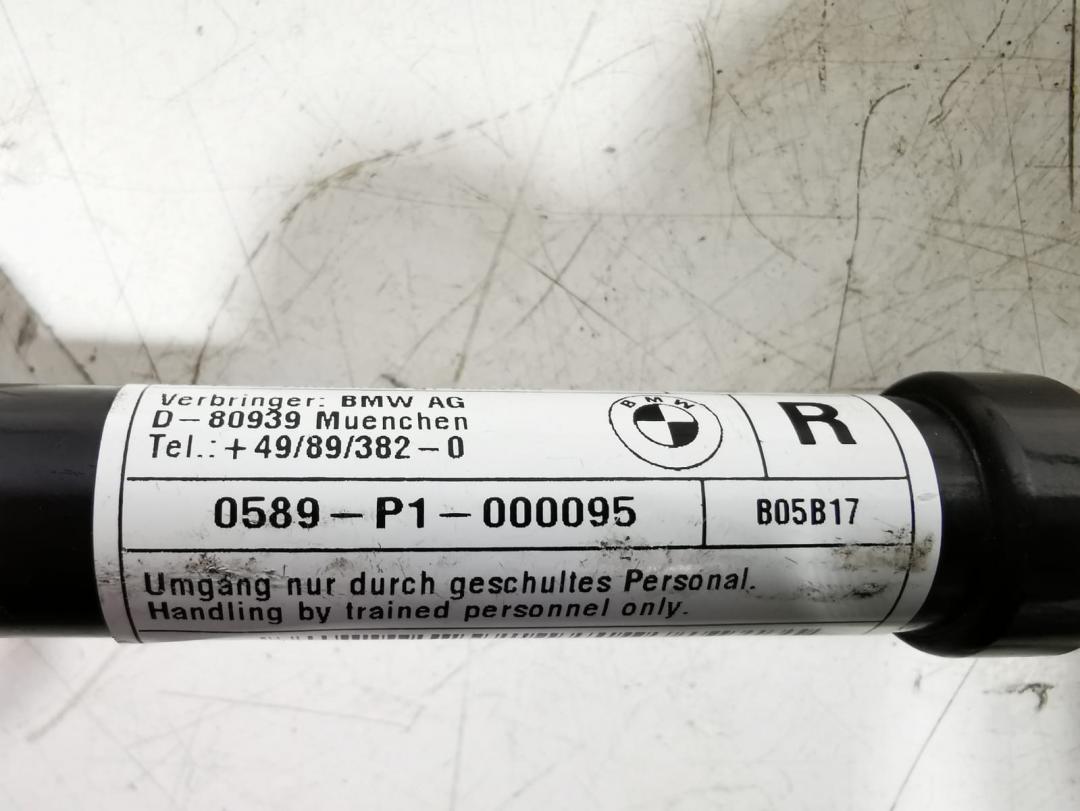 Verbringer: BMW AG
D-80939 Muenchen
Tel.: +49/89/382-0
BMW
R
0589-P1-000095
B05B17
Umgang nur durch geschultes Personal.
Handling by trained personnel only.